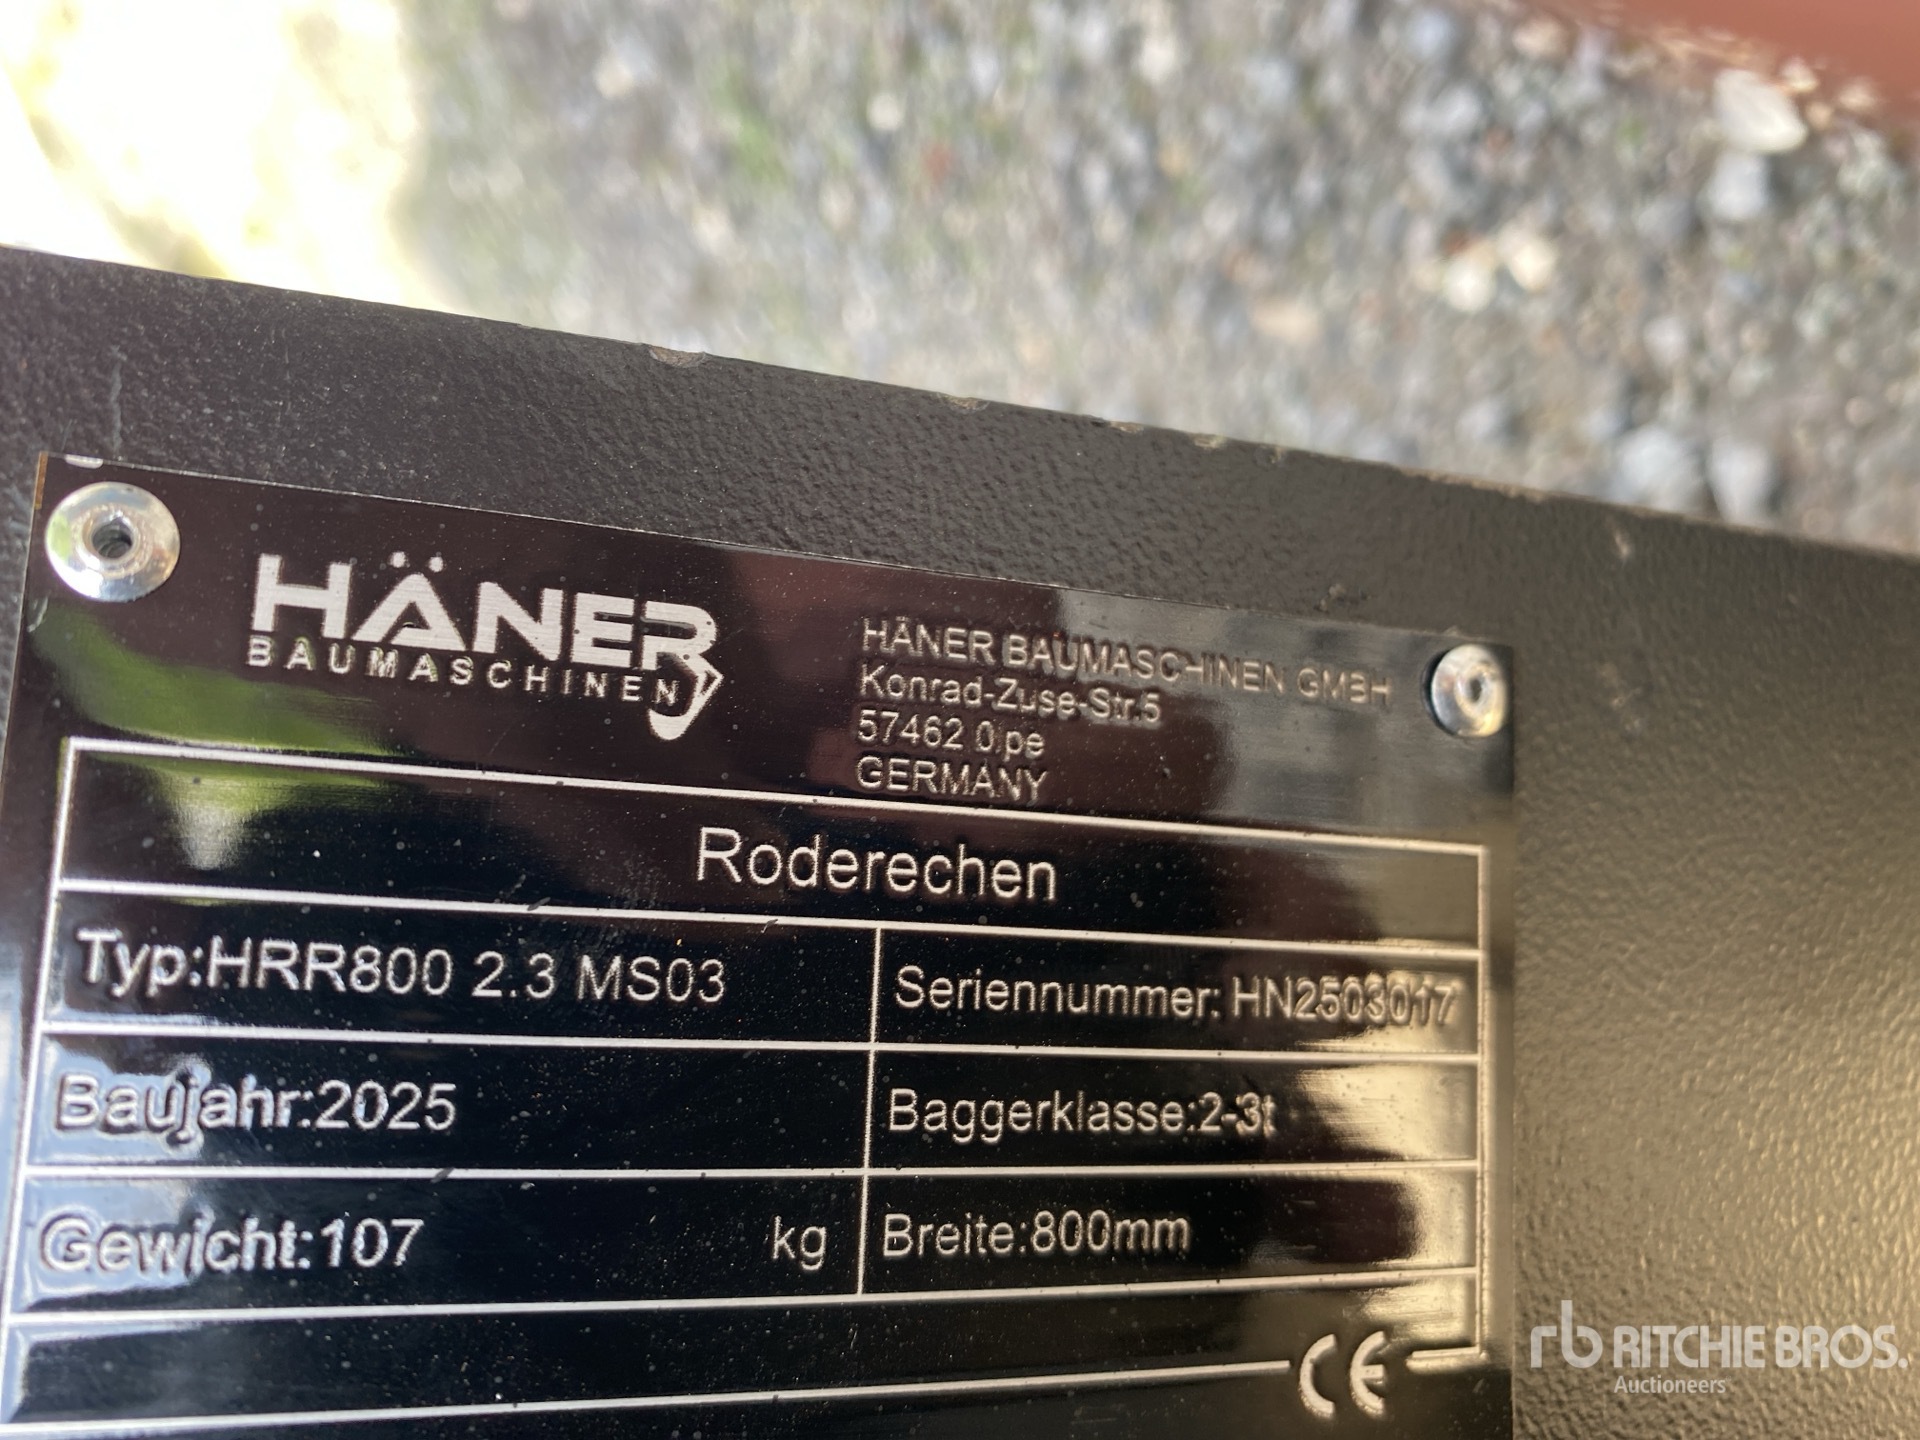 HÄNER
BAUMASCHINEN
HÄNER BAUMASCHINEN GMBH
Konrad-Zuse-Str.5
57462 Olpe
GERMANY
Roderechen
Typ:HRR800 2.3 MS03
Seriennummer: HN2503017
Baujahr:2025
Baggerklasse:2-3t
Gewicht:107 kg
Breite:800mm
CE
rb RITCHIE BROS.
Auctioneers